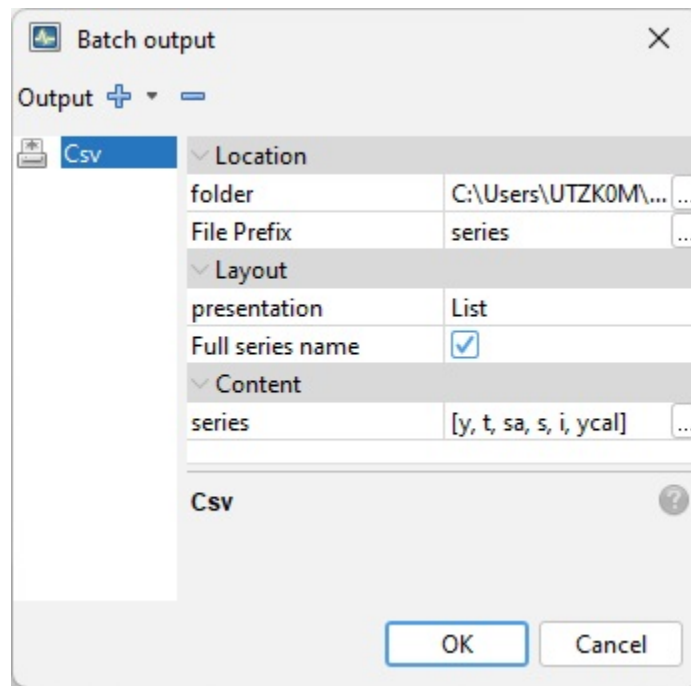 Batch output
Output
Csv
Location
folder C:\Users\UTZK0M\... ...
File Prefix series ...
Layout
presentation List
Full series name
Content
series [y, t, sa, s, i, ycal] ...
Csv
OK Cancel